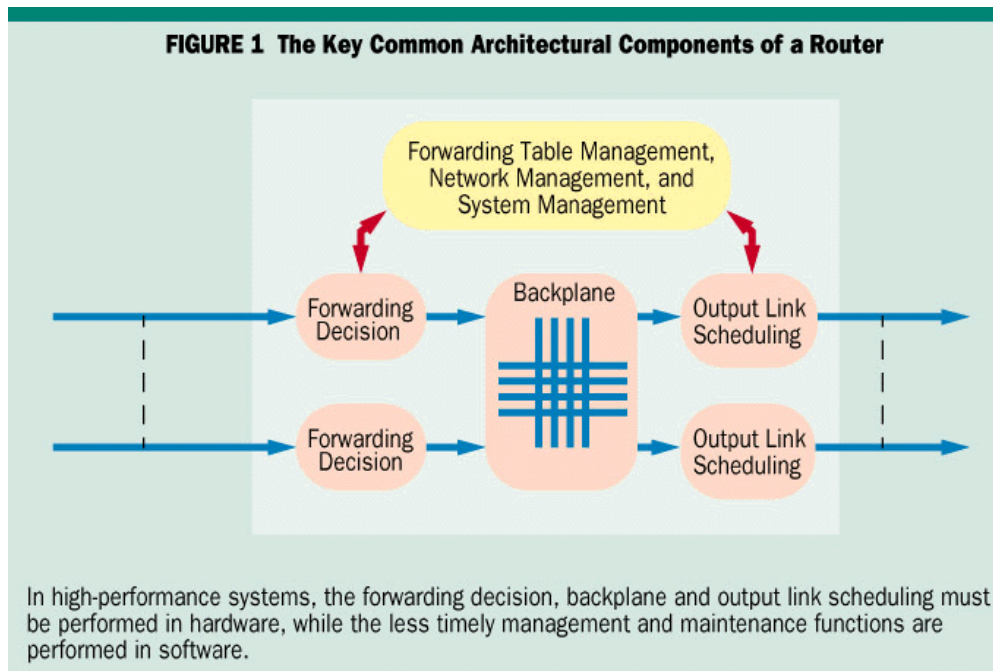 FIGURE 1 The Key Common Architectural Components of a Router
Forwarding Table Management,
Network Management, and
System Management
Forwarding
Decision
Backplane
Output Link
Scheduling
Forwarding
Decision
Output Link
Scheduling
In high-performance systems, the forwarding decision, backplane and output link scheduling must
be performed in hardware, while the less timely management and maintenance functions are
performed in software.